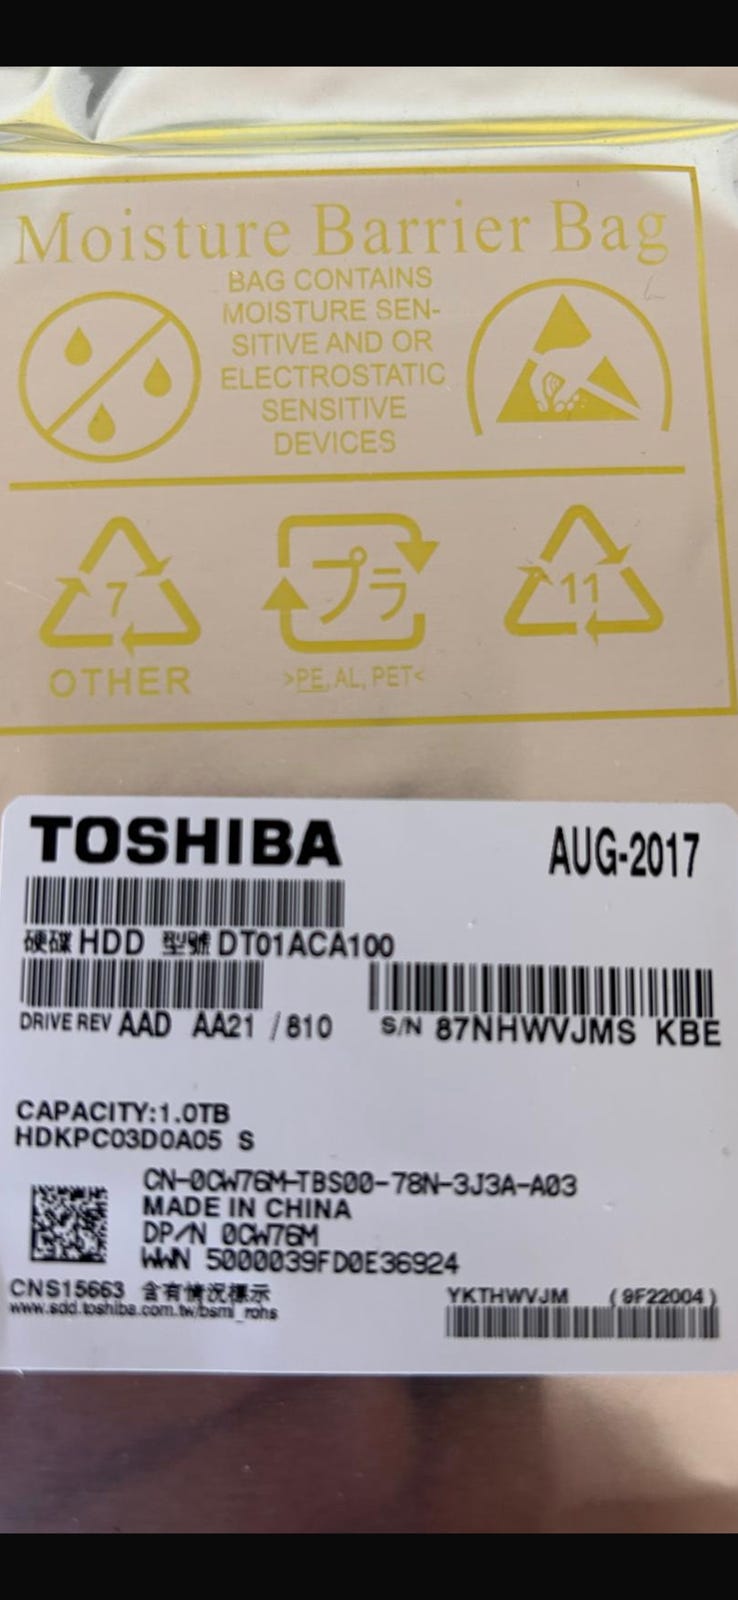 Moisture Barrier Bag
BAG CONTAINS
MOISTURE SEN-
SITIVE AND OR
ELECTROSTATIC
SENSITIVE
DEVICES
7
プラ
11
OTHER
>PE, AL, PET<
TOSHIBA
AUG-2017
硬碟 HDD 型號 DT01ACA100
DRIVE REV AAD AA21 / 810
S/N 87NHWVJMS KBE
CAPACITY:1.0TB
HDKPC03D0A05 S
CN-0CW76M-TBS00-78N-3J3A-A03
MADE IN CHINA
DP/N 0CW76M
WWN 5000039FD0E36924
CNS15663 含有情況標示
www.sdd.toshiba.com.tw/bsmi_rohs
YKTHWVJM (9F22004)